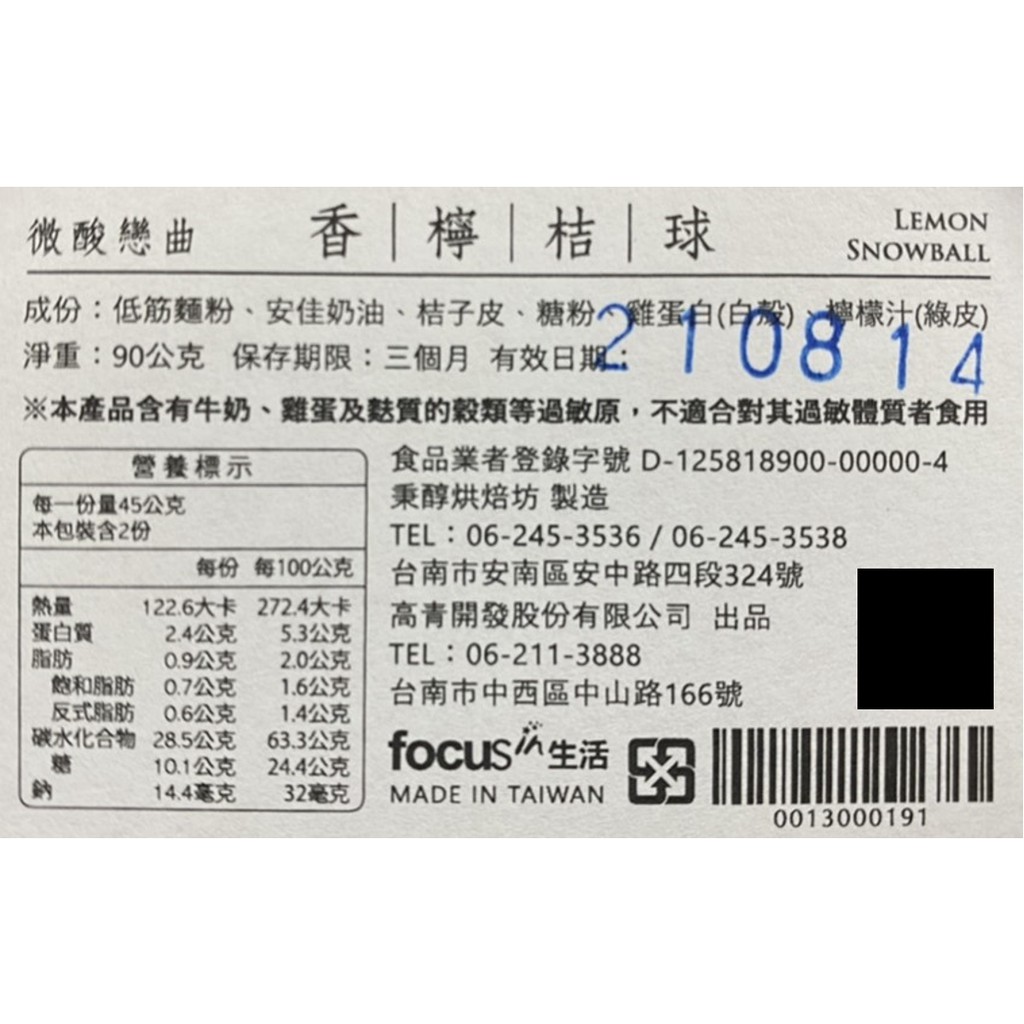 微酸戀曲 香|檸|桔|球 LEMON SNOWBALL
成份：低筋麵粉、安佳奶油、桔子皮、糖粉、雞蛋白(白殼)、檸檬汁(綠皮)
淨重：90公克 保存期限：三個月 有效日期：210814
※本產品含有牛奶、雞蛋及麩質的穀類等過敏原，不適合對其過敏體質者食用
營養標示
每一份量45公克
本包裝含2份
每份 每100公克
熱量 122.6大卡 272.4大卡
蛋白質 2.4公克 5.3公克
脂肪 0.9公克 2.0公克
飽和脂肪 0.7公克 1.6公克
反式脂肪 0.6公克 1.4公克
碳水化合物 28.5公克 63.3公克
糖 10.1公克 24.4公克
鈉 14.4毫克 32毫克
食品業者登錄字號 D-125818900-00000-4
秉醇烘焙坊 製造
TEL：06-245-3536 / 06-245-3538
台南市安南區安中路四段324號
高青開發股份有限公司 出品
TEL：06-211-3888
台南市中西區中山路166號
focusin生活
MADE IN TAIWAN
0013000191